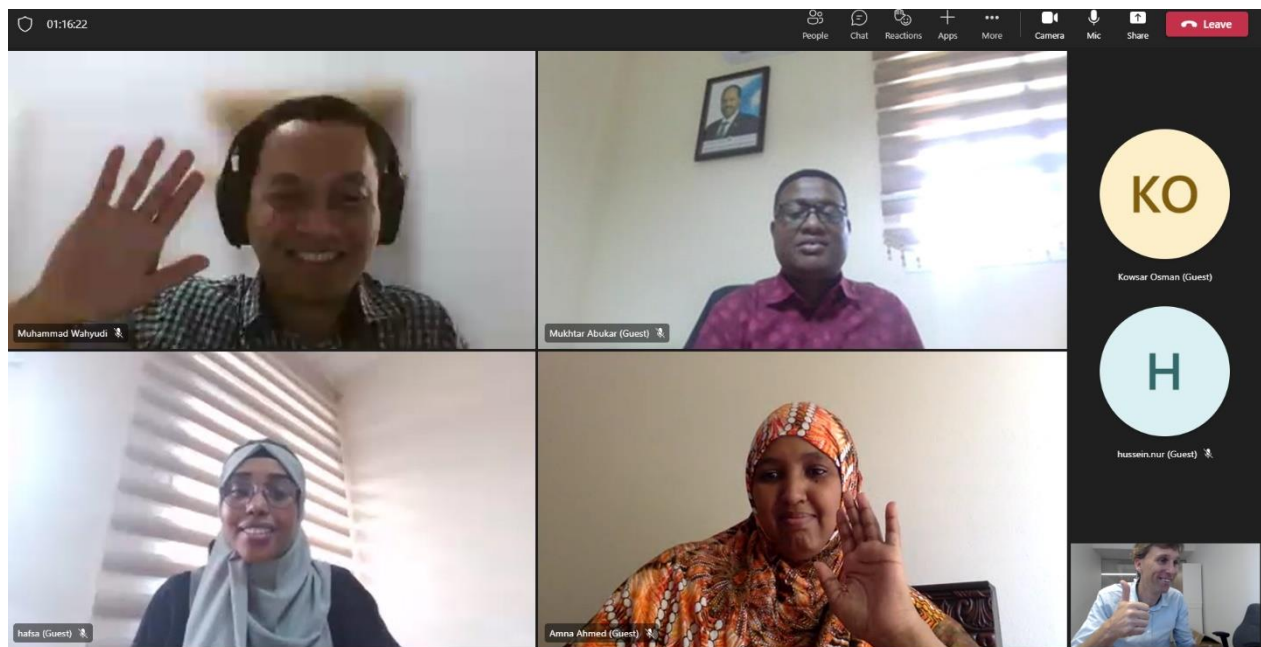 01:16:22
People
Chat
Reactions
Apps
More
Camera
Mic
Share
Leave
Muhammad Wahyudi
Mukhtar Abukar (Guest)
KO
Kowsar Osman (Guest)
H
hussein.nur (Guest)
hafsa (Guest)
Amna Ahmed (Guest)